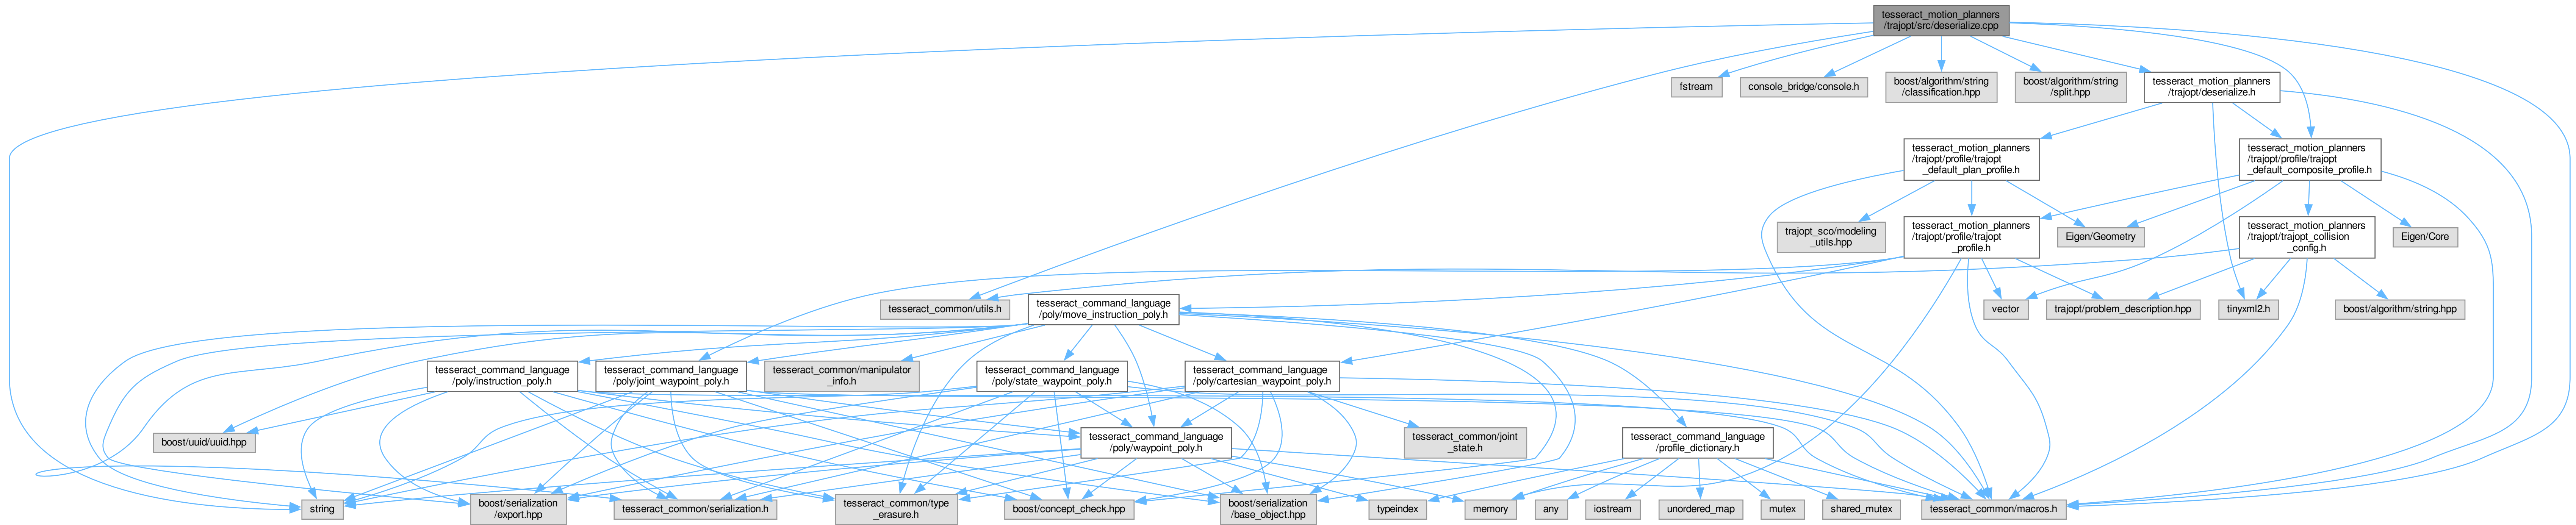 tesseract_motion_planners
/trajopt/src/deserialize.cpp
fstream
console_bridge/console.h
boost/algorithm/string
/classification.hpp
boost/algorithm/string
/split.hpp
tesseract_motion_planners
/trajopt/deserialize.h
tesseract_motion_planners
/trajopt/profile/trajopt
_default_plan_profile.h
tesseract_motion_planners
/trajopt/profile/trajopt
_default_composite_profile.h
trajopt_sco/modeling
_utils.hpp
tesseract_motion_planners
/trajopt/profile/trajopt
_profile.h
Eigen/Geometry
tesseract_motion_planners
/trajopt/trajopt_collision
_config.h
Eigen/Core
tesseract_common/utils.h
tesseract_command_language
/poly/move_instruction_poly.h
vector
trajopt/problem_description.hpp
tinyxml2.h
boost/algorithm/string.hpp
tesseract_command_language
/poly/instruction_poly.h
tesseract_command_language
/poly/joint_waypoint_poly.h
tesseract_common/manipulator
_info.h
tesseract_command_language
/poly/state_waypoint_poly.h
tesseract_command_language
/poly/cartesian_waypoint_poly.h
boost/uuid/uuid.hpp
tesseract_command_language
/poly/waypoint_poly.h
tesseract_common/joint
_state.h
tesseract_command_language
/profile_dictionary.h
string
boost/serialization
/export.hpp
tesseract_common/serialization.h
tesseract_common/type
_erasure.h
boost/concept_check.hpp
boost/serialization
/base_object.hpp
typeindex
memory
any
iostream
unordered_map
mutex
shared_mutex
tesseract_common/macros.h